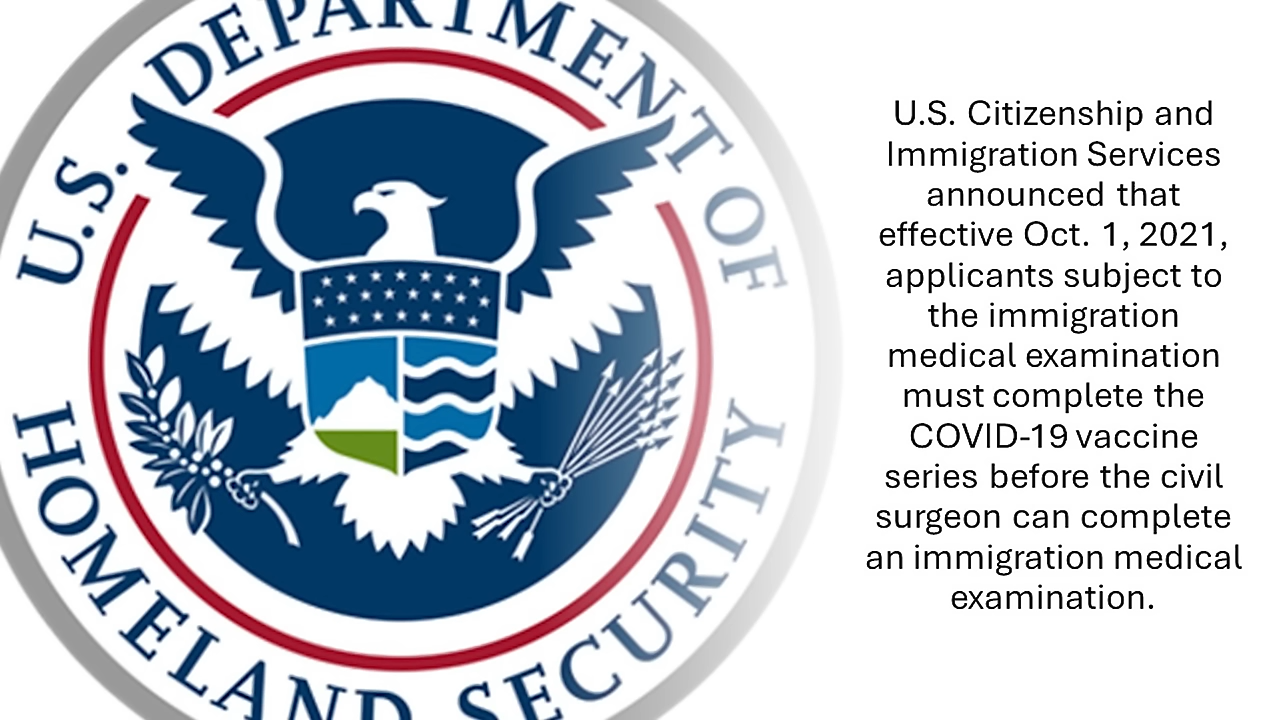 U.S. DEPARTMENT OF
HOMELAND SECURITY
U.S. Citizenship and
Immigration Services
announced that
effective Oct. 1, 2021,
applicants subject to
the immigration
medical examination
must complete the
COVID-19 vaccine
series before the civil
surgeon can complete
an immigration medical
examination.